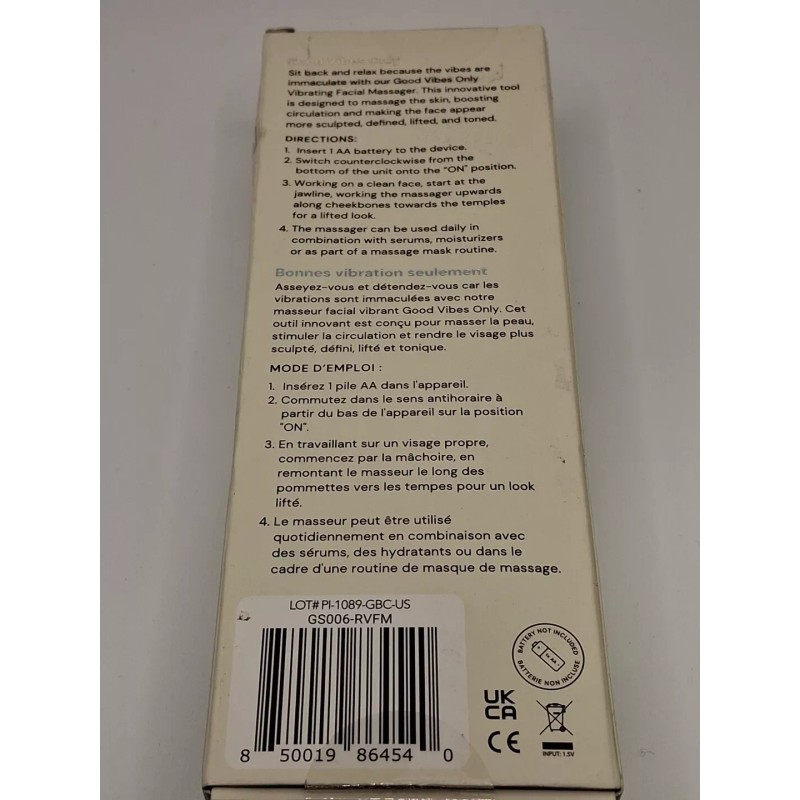 Sit back and relax because the vibes are
immaculate with our Good Vibes Only
Vibrating Facial Massager. This innovative tool
is designed to massage the skin, boosting
circulation and making the face appear
more sculpted, defined, lifted, and toned.
DIRECTIONS:
1. Insert 1 AA battery to the device.
2. Switch counterclockwise from the
bottom of the unit onto the "ON" position.
3. Working on a clean face, start at the
jawline, working the massager upwards
along cheekbones towards the temples
for a lifted look.
4. The massager can be used daily in
combination with serums, moisturizers
or as part of a massage mask routine.
Bonnes vibration seulement
Asseyez-vous et détendez-vous car les
vibrations sont immaculées avec notre
masseur facial vibrant Good Vibes Only. Cet
outil innovant est conçu pour masser la peau,
stimuler la circulation et rendre le visage plus
sculpté, défini, lifté et tonique.
MODE D'EMPLOI :
1. Insérez 1 pile AA dans l'appareil.
2. Commutez dans le sens antihoraire à
partir du bas de l'appareil sur la position
"ON".
3. En travaillant sur un visage propre,
commencez par la mâchoire, en
remontant le masseur le long des
pommettes vers les tempes pour un look
lifté.
4. Le masseur peut être utilisé
quotidiennement en combinaison avec
des sérums, des hydratants ou dans le
cadre d'une routine de masque de massage.
LOT# PI-1089-GBC-US
GS006-RVFM
8 50019 86454 0
BATTERY NOT INCLUDED
1x AA
BATTERIE NON INCLUSE
UK
CA
CE
INPUT: 1.5V